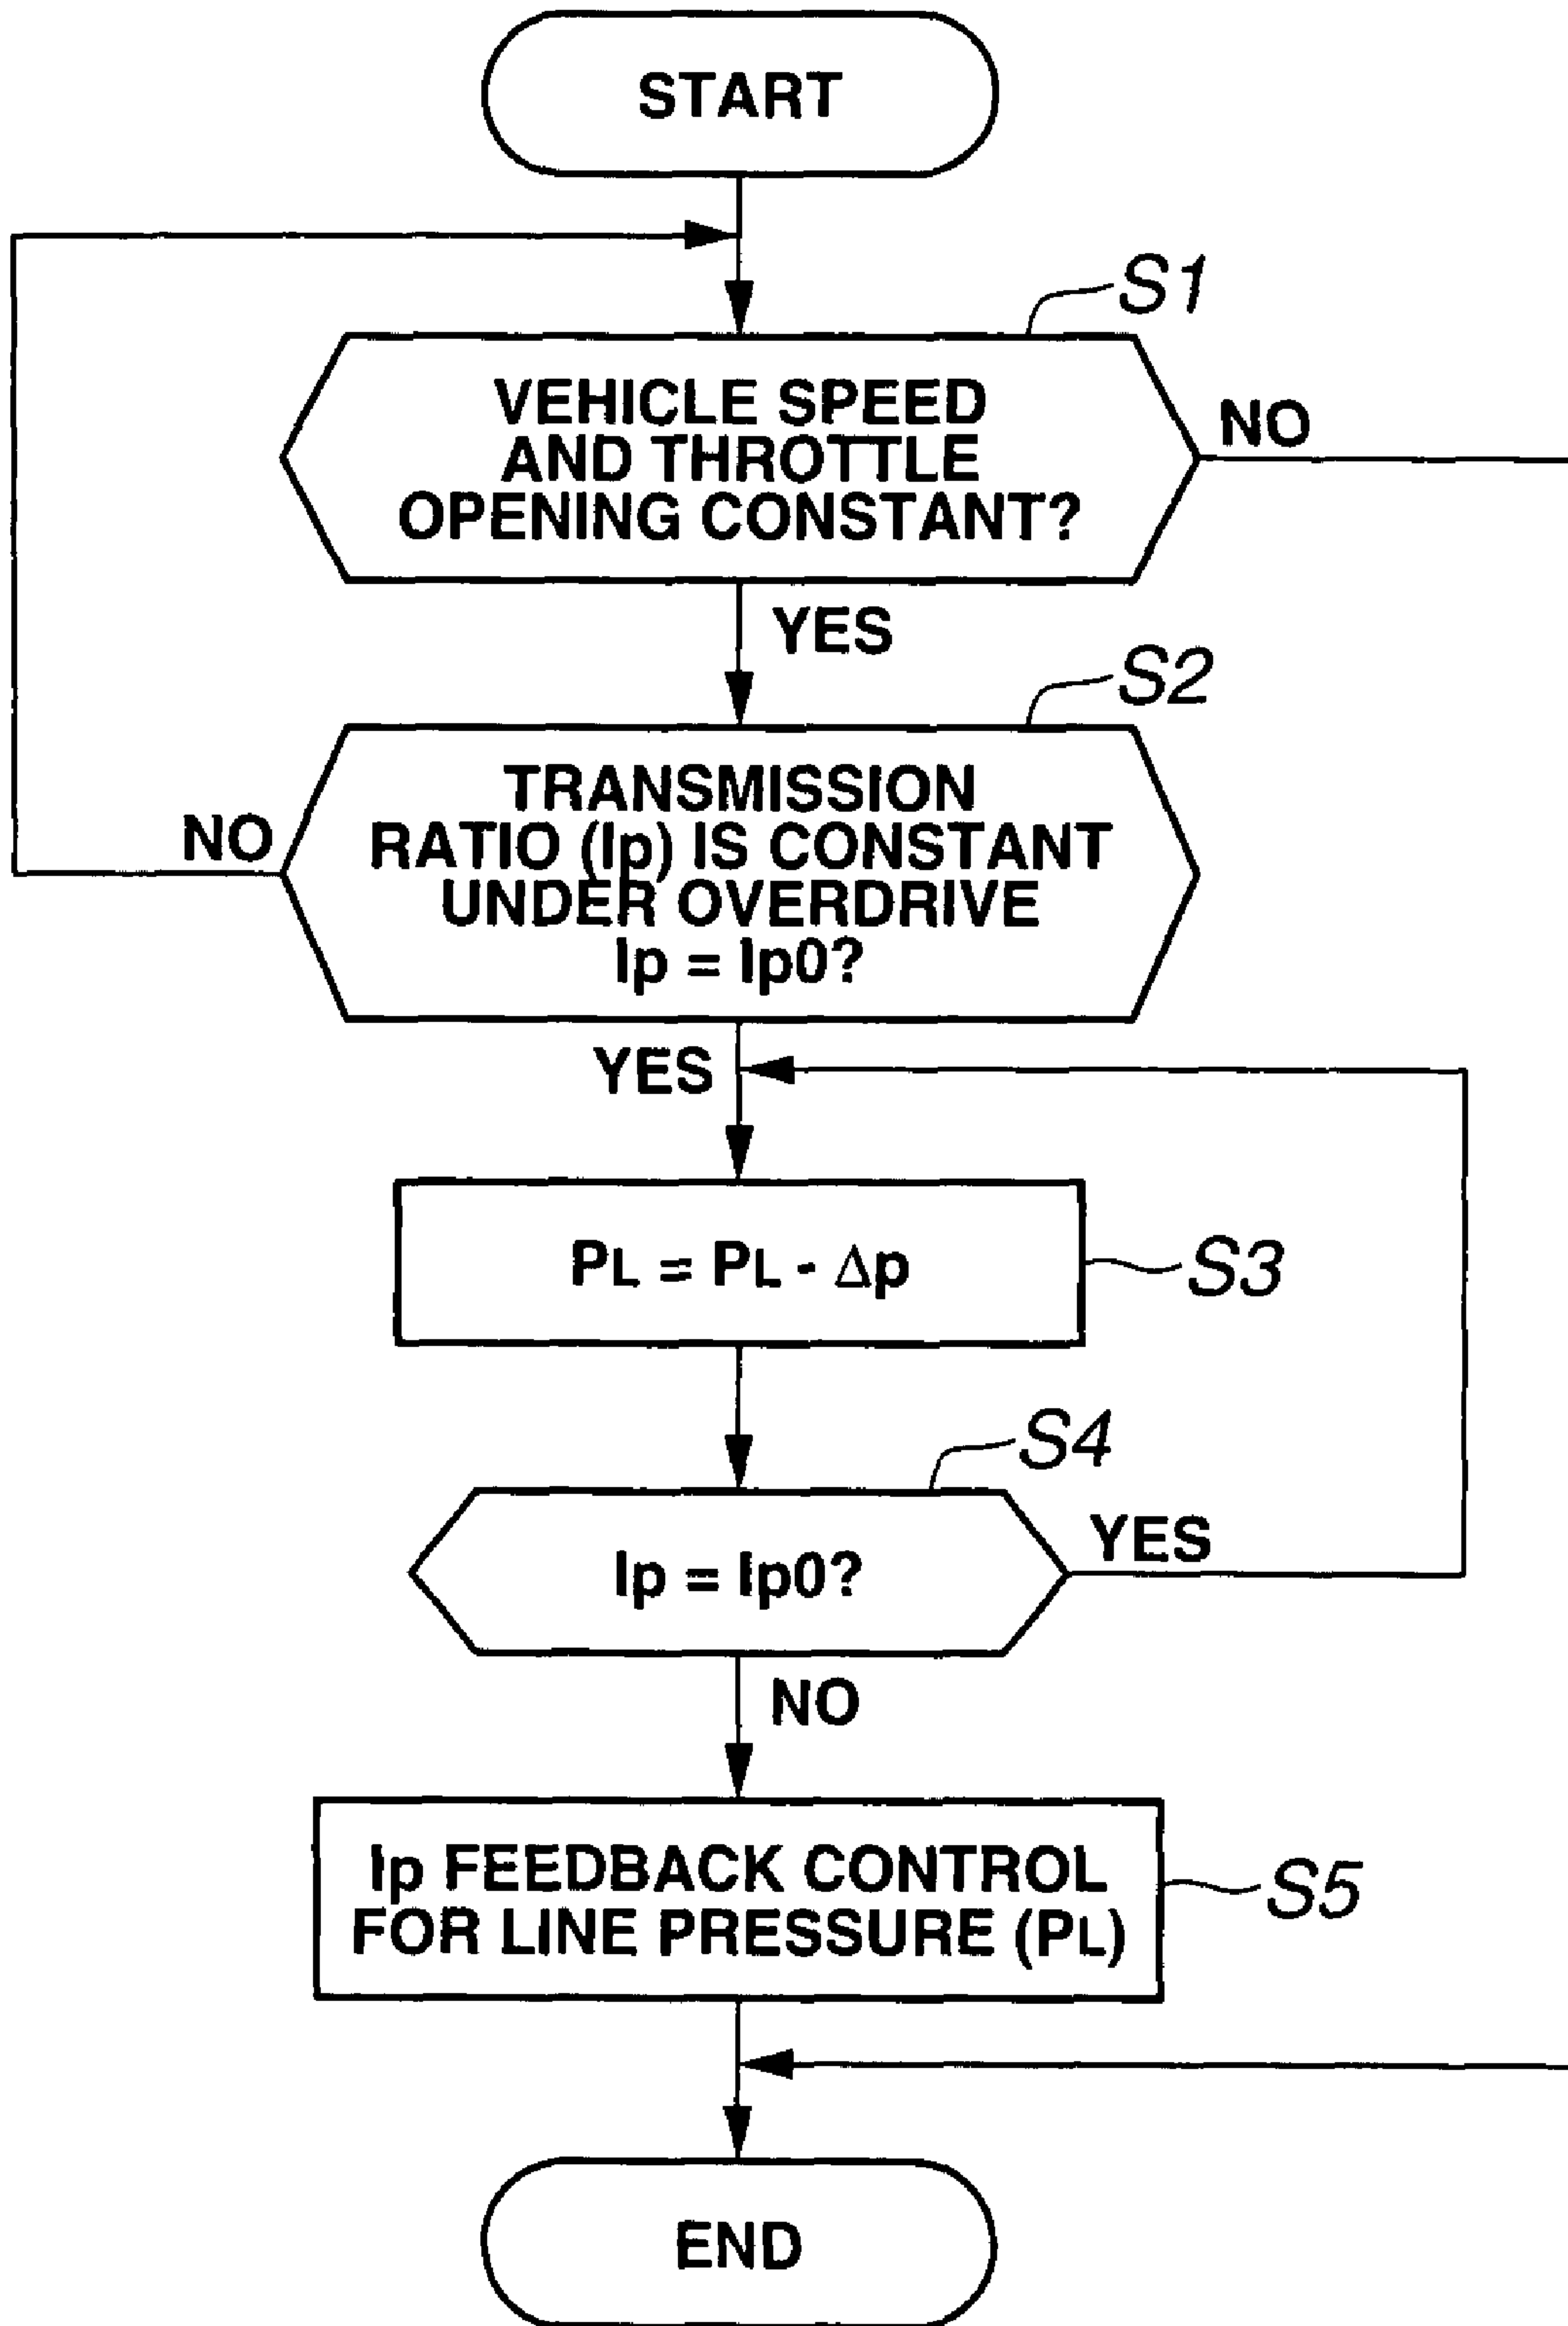 START
S1
VEHICLE SPEED
AND THROTTLE
OPENING CONSTANT?
NO
YES
S2
TRANSMISSION
RATIO (Ip) IS CONSTANT
UNDER OVERDRIVE
Ip = Ip0?
NO
YES
PL = PL - Δp
S3
S4
Ip = Ip0?
YES
NO
Ip FEEDBACK CONTROL
FOR LINE PRESSURE (PL)
S5
END